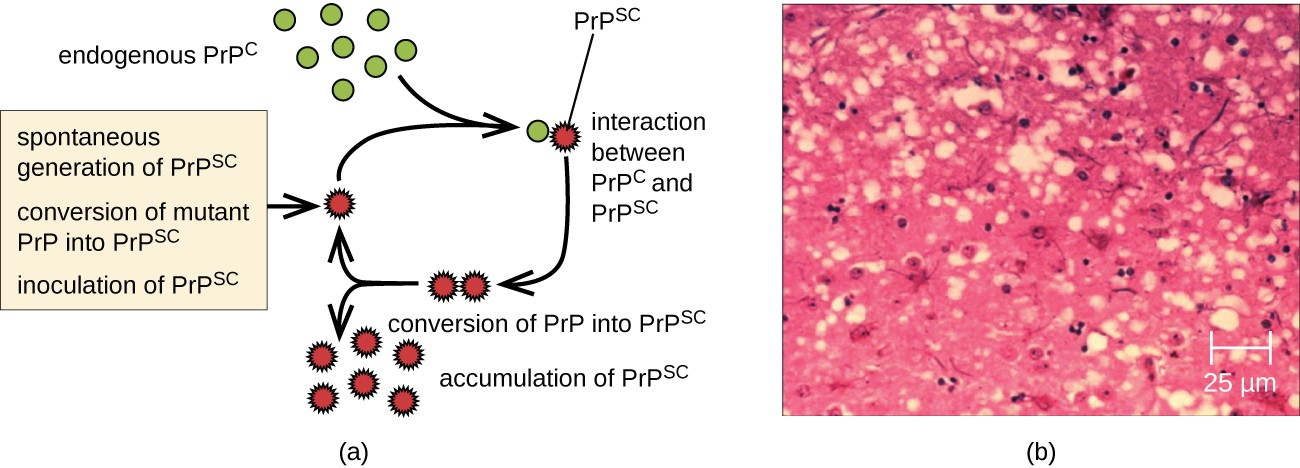 endogenous PrPC
PrPSC
spontaneous
generation of PrPSC
conversion of mutant
PrP into PrPSC
inoculation of PrPSC
interaction
between
PrPC and
PrPSC
conversion of PrP into PrPSC
accumulation of PrPSC
25 µm
(a)
(b)